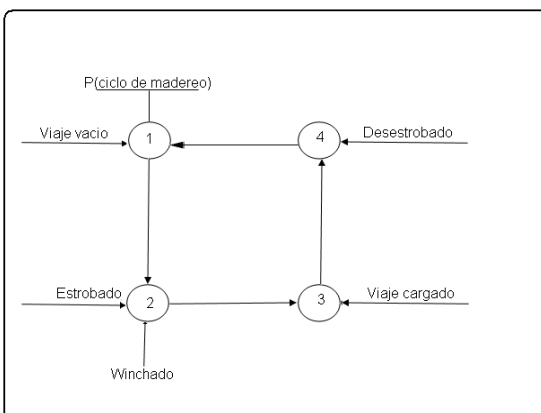 P(ciclo de madereo)
Viaje vacio
1
4
Desestrobado
Estrobado
2
3
Viaje cargado
Winchado